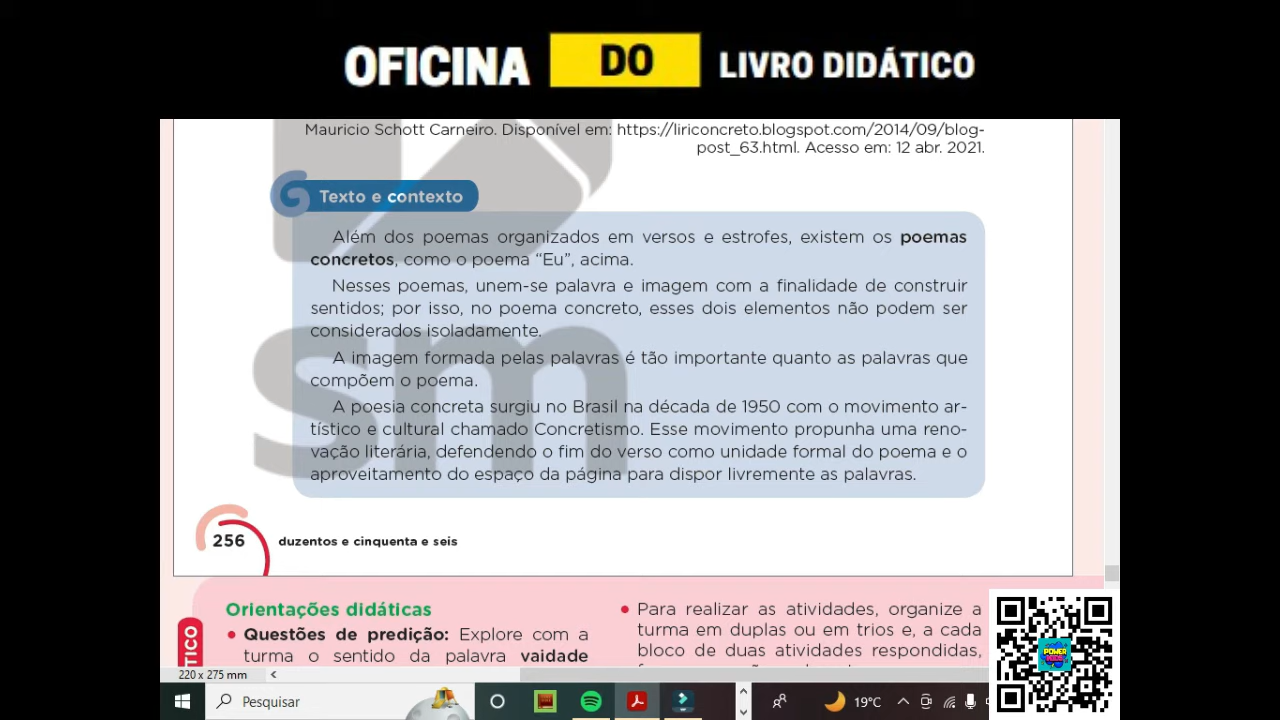 OFICINA DO LIVRO DIDÁTICO
Mauricio Schott Carneiro. Disponível em: https://liriconcreto.blogspot.com/2014/09/blog-
post_63.html. Acesso em: 12 abr. 2021.
Texto e contexto
Além dos poemas organizados em versos e estrofes, existem os poemas
concretos, como o poema “Eu”, acima.
Nesses poemas, unem-se palavra e imagem com a finalidade de construir
sentidos; por isso, no poema concreto, esses dois elementos não podem ser
considerados isoladamente.
A imagem formada pelas palavras é tão importante quanto as palavras que
compõem o poema.
A poesia concreta surgiu no Brasil na década de 1950 com o movimento ar-
tístico e cultural chamado Concretismo. Esse movimento propunha uma reno-
vação literária, defendendo o fim do verso como unidade formal do poema e o
aproveitamento do espaço da página para dispor livremente as palavras.
sm
256 duzentos e cinquenta e seis
Orientações didáticas
• Questões de predição: Explore com a
turma o sentido da palavra vaidade
• Para realizar as atividades, organize a
turma em duplas ou em trios e, a cada
bloco de duas atividades respondidas,
TICO
220 x 275 mm
Pesquisar
19°C
POWER